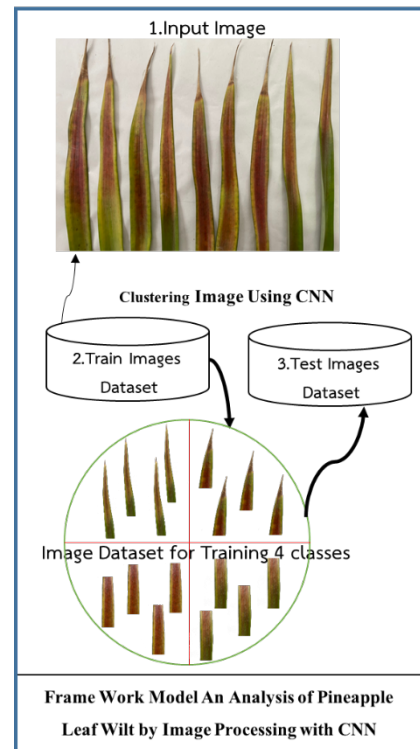 1.Input Image
Clustering Image Using CNN
2.Train Images
Dataset
3.Test Images
Dataset
Image Dataset for Training 4 classes
Frame Work Model An Analysis of Pineapple
Leaf Wilt by Image Processing with CNN